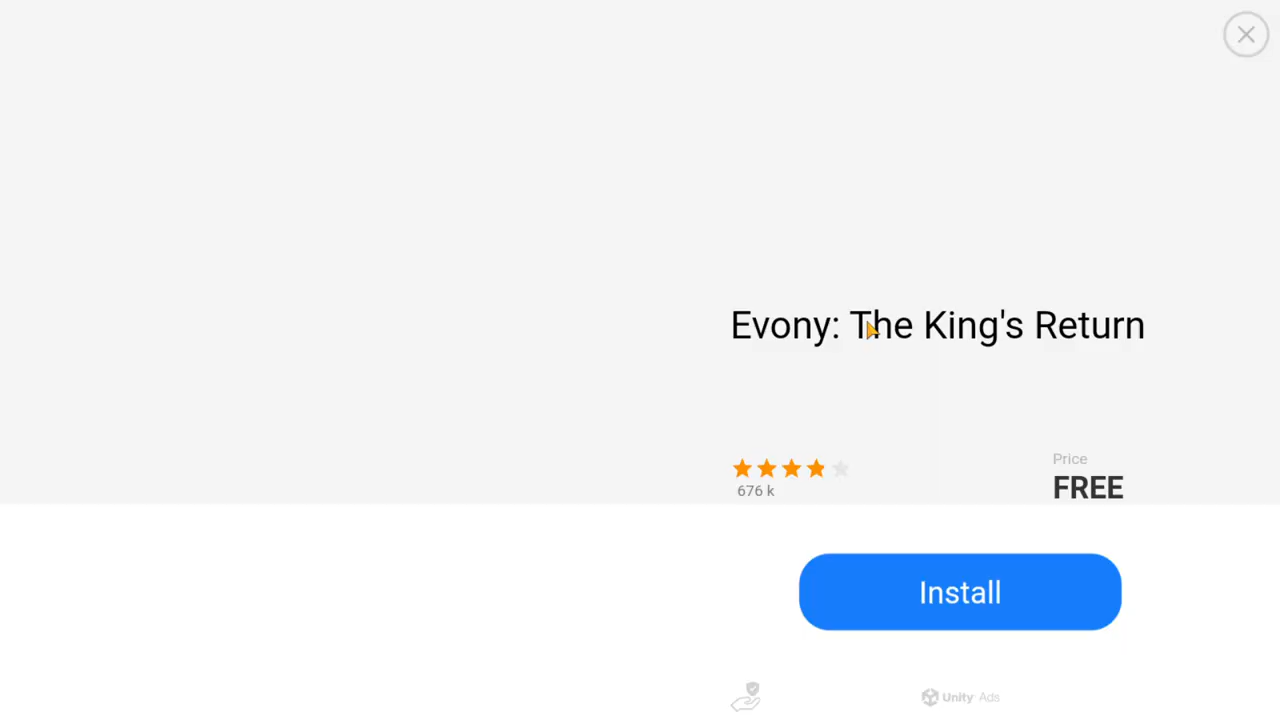 Evony: The King's Return
Price
676 k
FREE
Install
Unity Ads